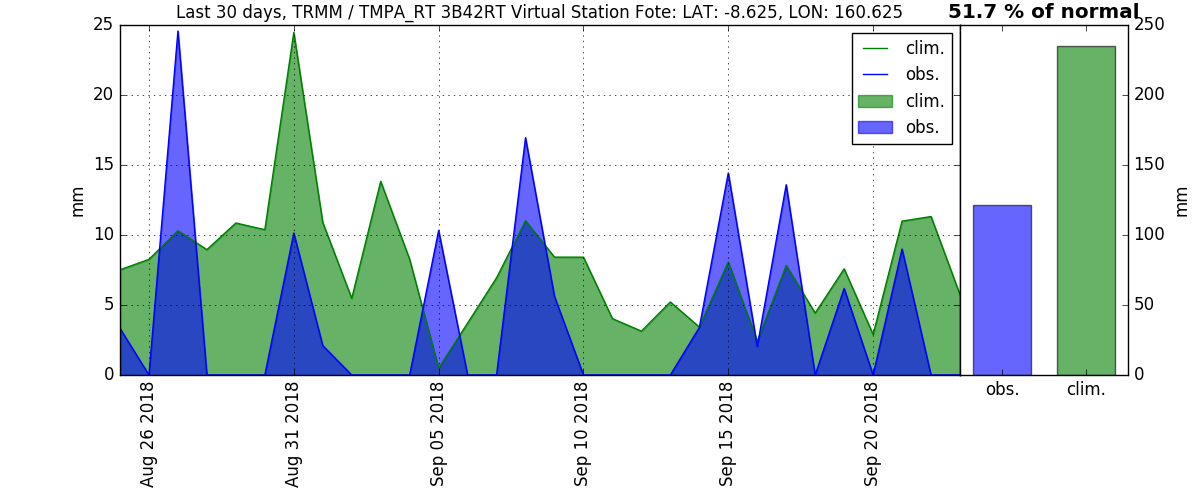 Last 30 days, TRMM / TMPA_RT 3B42RT Virtual Station Fote: LAT: -8.625, LON: 160.625
51.7 % of normal
25
20
15
10
5
0
mm
clim.
obs.
clim.
obs.
250
200
150
100
50
0
mm
Aug 26 2018
Aug 31 2018
Sep 05 2018
Sep 10 2018
Sep 15 2018
Sep 20 2018
obs.
clim.